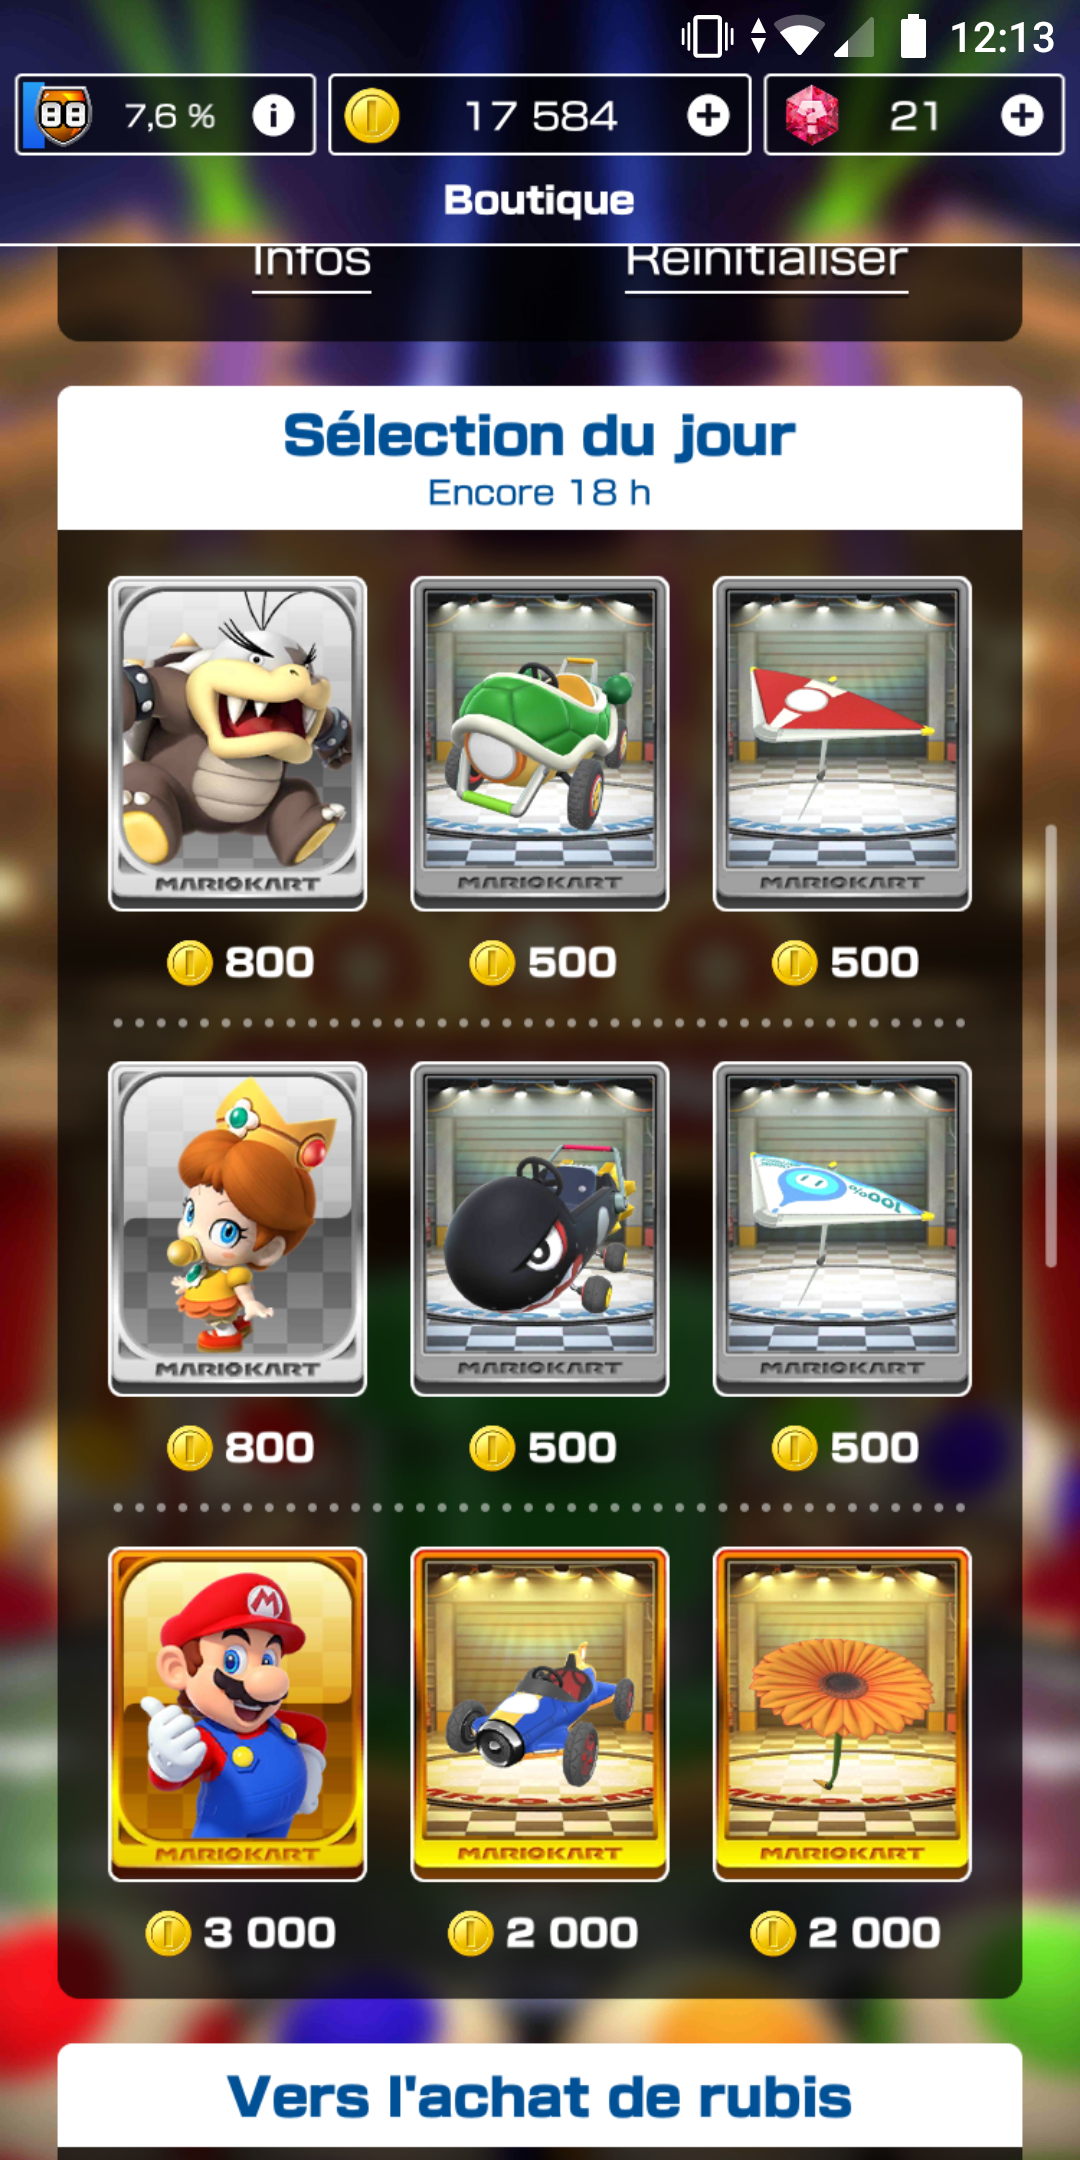 12:13
88 7,6 % i 17 584 + 21 +
Boutique
Infos Réinitialiser
Sélection du jour
Encore 18 h
MARIOKART MARIOKART MARIOKART
800 500 500
100%
MARIOKART MARIOKART MARIOKART
800 500 500
M
MARIOKART MARIOKART MARIOKART
3 000 2 000 2 000
Vers l'achat de rubis